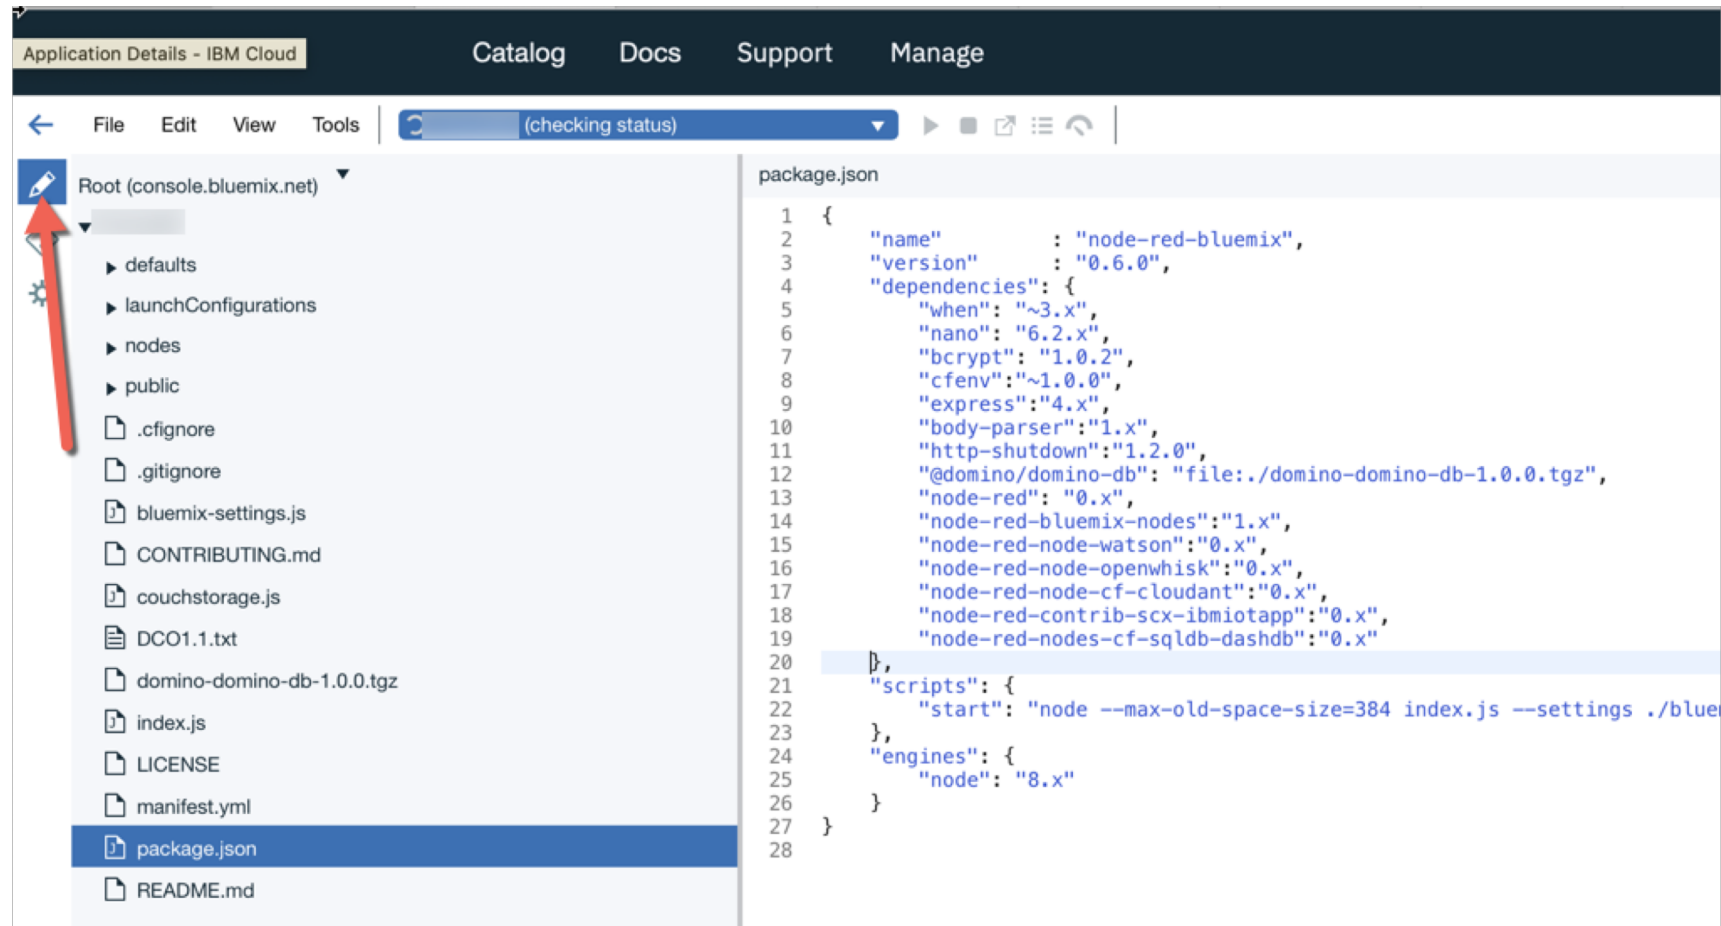 Application Details - IBM Cloud
Catalog Docs Support Manage
File Edit View Tools (checking status)
Root (console.bluemix.net)
defaults
launchConfigurations
nodes
public
.cfignore
.gitignore
bluemix-settings.js
CONTRIBUTING.md
couchstorage.js
DCO1.1.txt
domino-domino-db-1.0.0.tgz
index.js
LICENSE
manifest.yml
package.json
README.md
package.json
1 {
2 "name" : "node-red-bluemix",
3 "version" : "0.6.0",
4 "dependencies": {
5 "when": "~3.x",
6 "nano": "6.2.x",
7 "bcrypt": "1.0.2",
8 "cfenv":"~1.0.0",
9 "express":"4.x",
10 "body-parser":"1.x",
11 "http-shutdown":"1.2.0",
12 "@domino/domino-db": "file:./domino-domino-db-1.0.0.tgz",
13 "node-red": "0.x",
14 "node-red-bluemix-nodes":"1.x",
15 "node-red-node-watson":"0.x",
16 "node-red-node-openwhisk":"0.x",
17 "node-red-node-cf-cloudant":"0.x",
18 "node-red-contrib-scx-ibmiotapp":"0.x",
19 "node-red-nodes-cf-sqldb-dashdb":"0.x"
20 },
21 "scripts": {
22 "start": "node --max-old-space-size=384 index.js --settings ./blue
23 },
24 "engines": {
25 "node": "8.x"
26 }
27 }
28